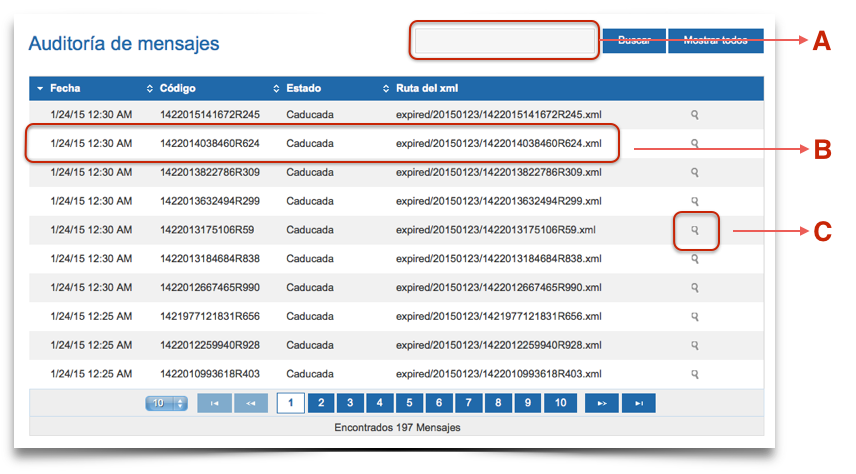 Auditoría de mensajes
Buscar Mostrar todos A
Fecha Código Estado Ruta del xml
1/24/15 12:30 AM 1422015141672R245 Caducada expired/20150123/1422015141672R245.xml
1/24/15 12:30 AM 1422014038460R624 Caducada expired/20150123/1422014038460R624.xml
B
1/24/15 12:30 AM 1422013822786R309 Caducada expired/20150123/1422013822786R309.xml
1/24/15 12:30 AM 1422013632494R299 Caducada expired/20150123/1422013632494R299.xml
1/24/15 12:30 AM 1422013175106R59 Caducada expired/20150123/1422013175106R59.xml
C
1/24/15 12:30 AM 1422013184684R838 Caducada expired/20150123/1422013184684R838.xml
1/24/15 12:30 AM 1422012667465R990 Caducada expired/20150123/1422012667465R990.xml
1/24/15 12:25 AM 1421977121831R656 Caducada expired/20150123/1421977121831R656.xml
1/24/15 12:25 AM 1422012259940R928 Caducada expired/20150123/1422012259940R928.xml
1/24/15 12:25 AM 1422010993618R403 Caducada expired/20150123/1422010993618R403.xml
10 1 2 3 4 5 6 7 8 9 10
Encontrados 197 Mensajes